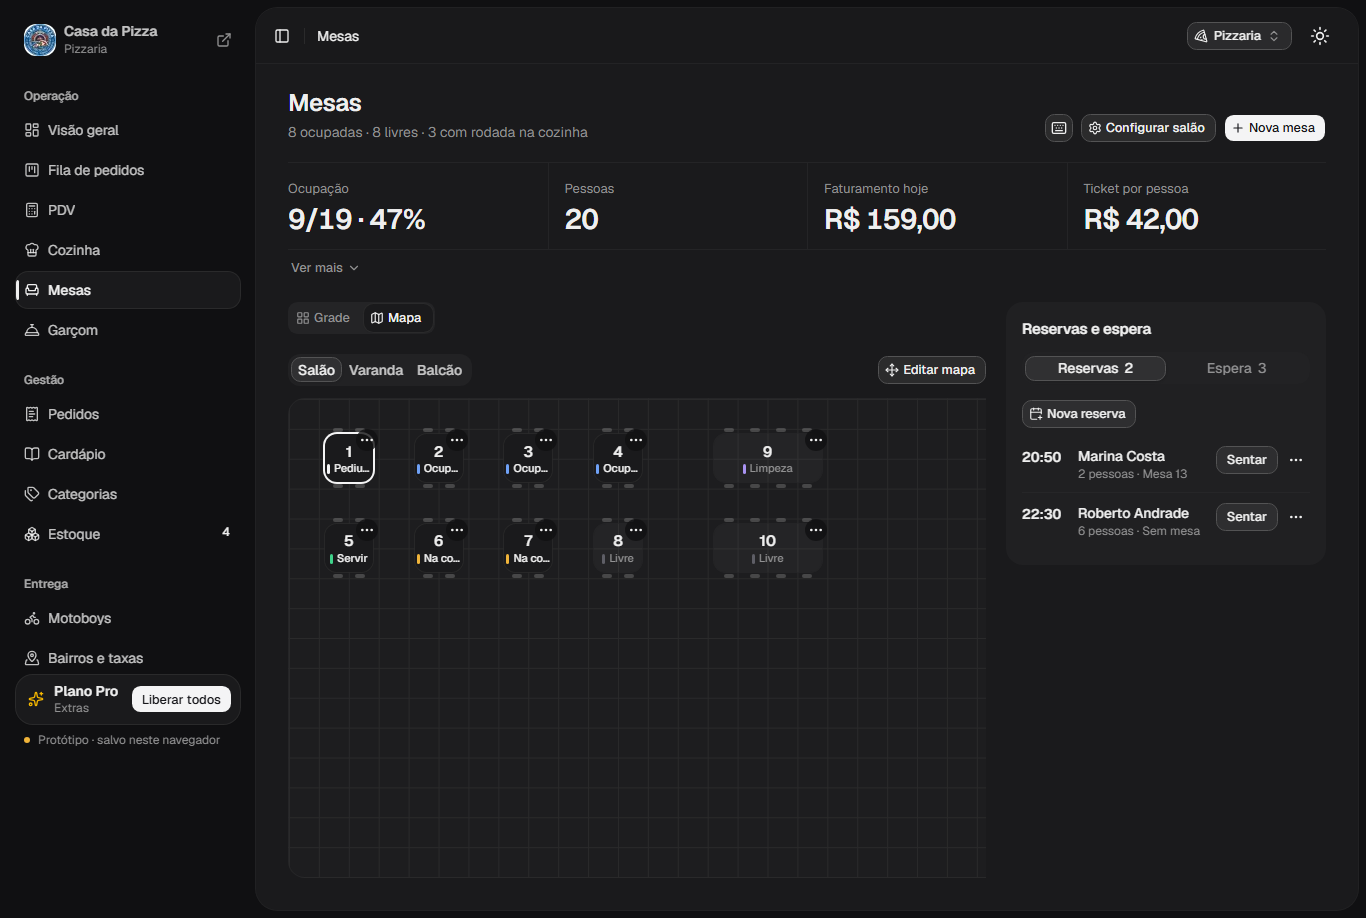 Casa da Pizza
Pizzaria
Operação
Visão geral
Fila de pedidos
PDV
Cozinha
Mesas
Garçom
Gestão
Pedidos
Cardápio
Categorias
Estoque 4
Entrega
Motoboys
Bairros e taxas
Plano Pro
Extras
Liberar todos
Protótipo · salvo neste navegador
Mesas
Pizzaria
Mesas
8 ocupadas · 8 livres · 3 com rodada na cozinha
Configurar salão
+ Nova mesa
Ocupação
9/19 · 47%
Pessoas
20
Faturamento hoje
R$ 159,00
Ticket por pessoa
R$ 42,00
Ver mais
Grade Mapa
Salão Varanda Balcão
Editar mapa
1
Pediu...
2
Ocup...
3
Ocup...
4
Ocup...
9
Limpeza
5
Servir
6
Na co...
7
Na co...
8
Livre
10
Livre
Reservas e espera
Reservas 2 Espera 3
Nova reserva
20:50 Marina Costa
2 pessoas · Mesa 13
Sentar
22:30 Roberto Andrade
6 pessoas · Sem mesa
Sentar